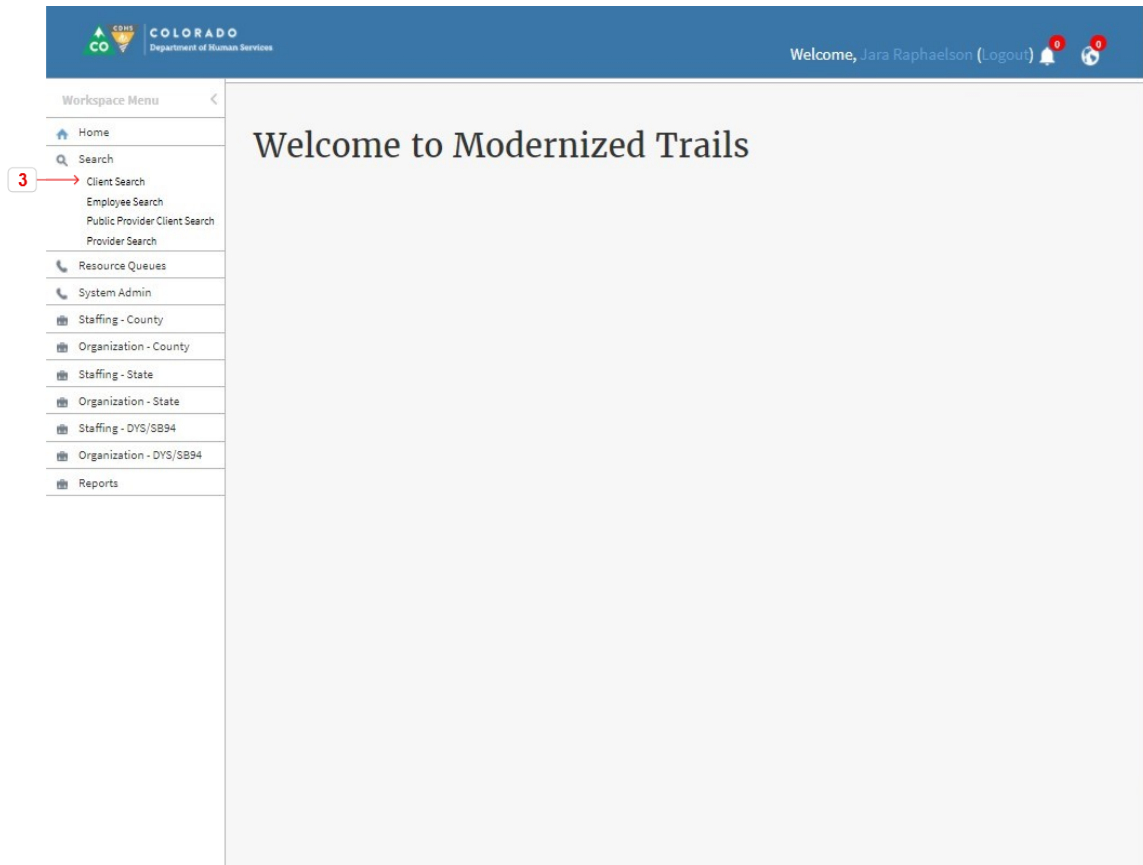 CDHS
CO
COLORADO
Department of Human Services
Welcome, Jara Raphaelson (Logout)
0
0
Workspace Menu
Home
Search
3
Client Search
Employee Search
Public Provider Client Search
Provider Search
Resource Queues
System Admin
Staffing - County
Organization - County
Staffing - State
Organization - State
Staffing - DYS/SB94
Organization - DYS/SB94
Reports
Welcome to Modernized Trails